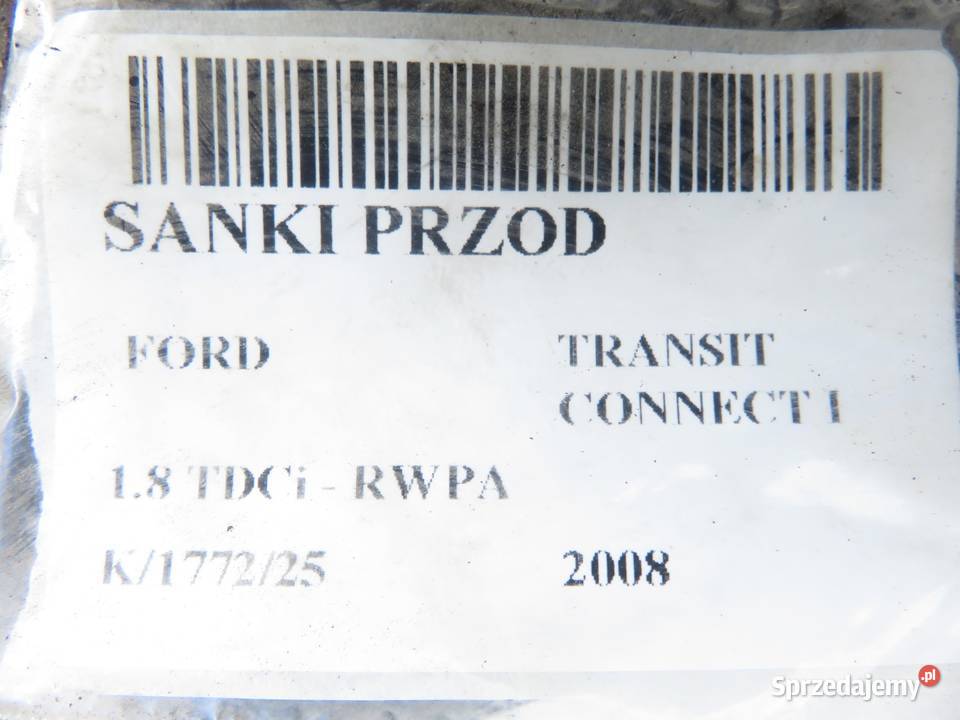 SANKI PRZOD
FORD TRANSIT
CONNECT I
1.8 TDCi - RWPA
K/1772/25 2008
Sprzedajemy.pl